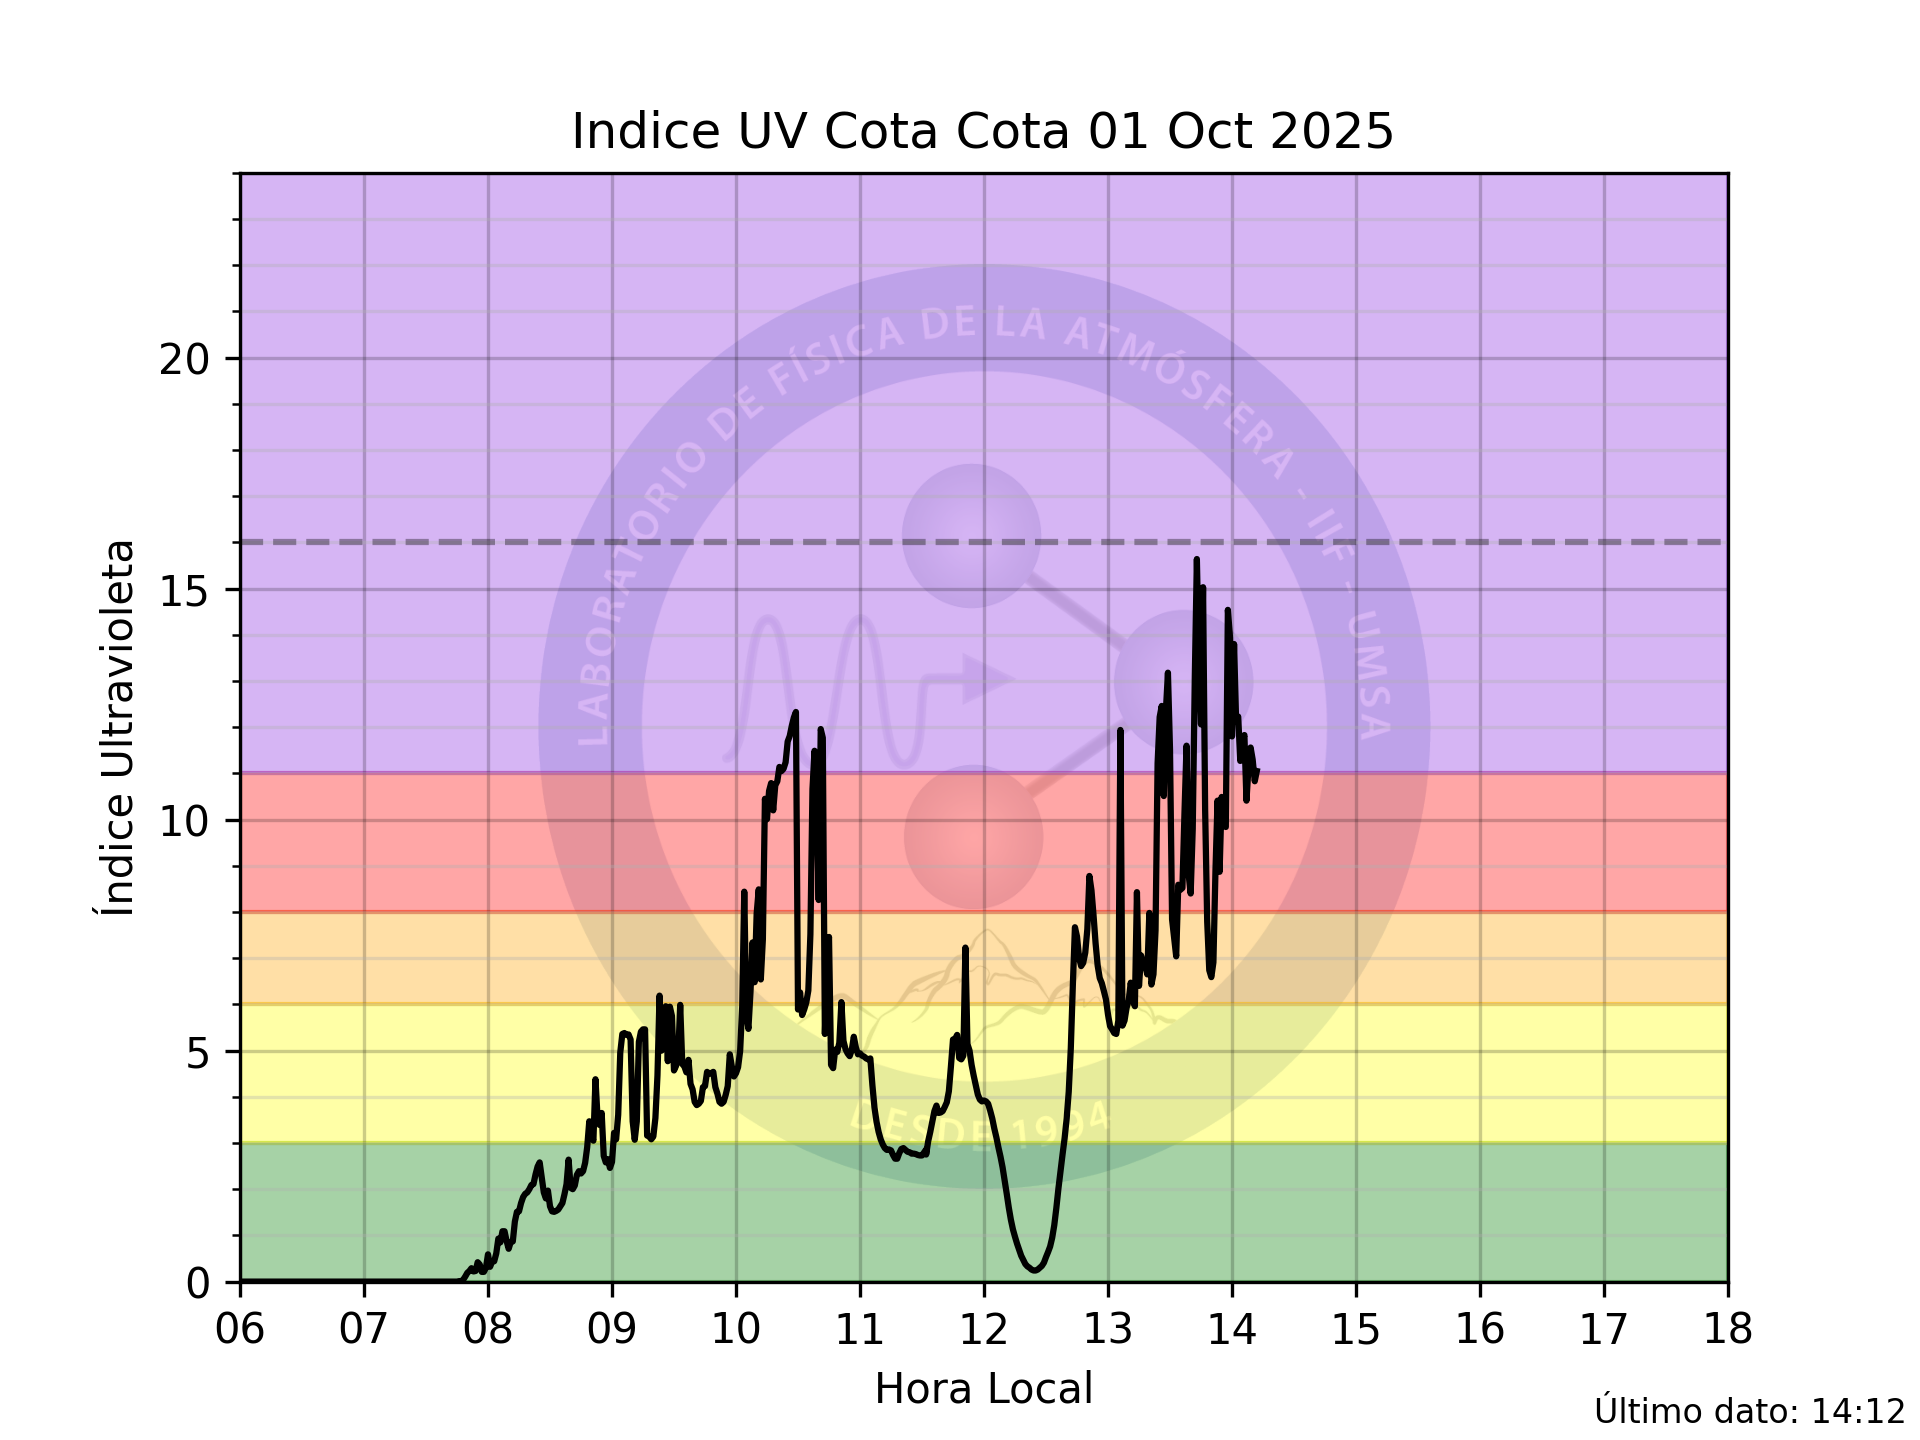 Indice UV Cota Cota 01 Oct 2025
Índice Ultravioleta
20
15
10
5
0
LABORATORIO DE FÍSICA DE LA ATMÓSFERA - IIF - UMSA
DESDE 1994
06 07 08 09 10 11 12 13 14 15 16 17 18
Hora Local
Último dato: 14:12